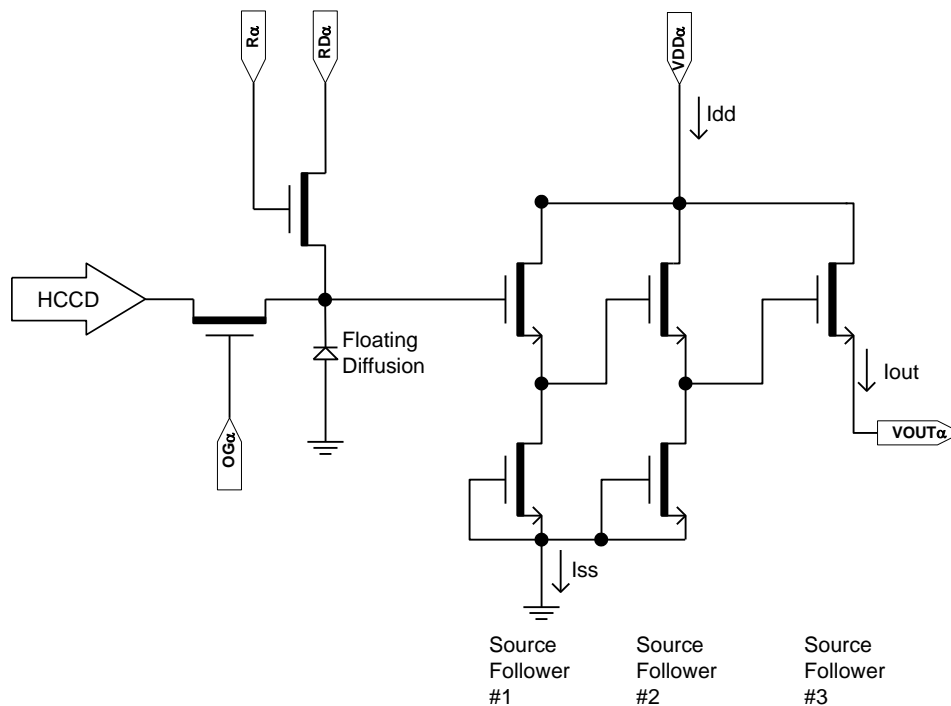 Rα
RDα
VDDα
Idd
HCCD
Floating
Diffusion
OGα
Iout
VOUTα
Iss
Source
Follower
#1
Source
Follower
#2
Source
Follower
#3